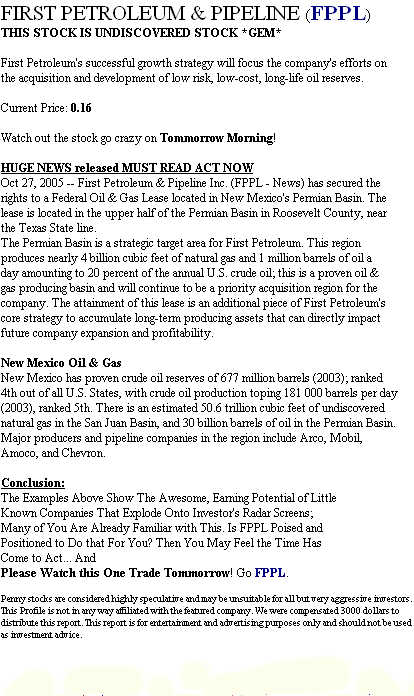 FIRST PETROLEUM & PIPELINE (FPPL)
THIS STOCK IS UNDISCOVERED STOCK *GEM*
First Petroleum's successful growth strategy will focus the company's efforts on
the acquisition and development of low risk, low-cost, long-life oil reserves.
Current Price: 0.16
Watch out the stock go crazy on Tommorrow Morning!
HUGE NEWS released MUST READ ACT NOW
Oct 27, 2005 -- First Petroleum & Pipeline Inc. (FPPL - News) has secured the
rights to a Federal Oil & Gas Lease located in New Mexico's Permian Basin. The
lease is located in the upper half of the Permian Basin in Roosevelt County, near
the Texas State line.
The Permian Basin is a strategic target area for First Petroleum. This region
produces nearly 4 billion cubic feet of natural gas and 1 million barrels of oil a
day amounting to 20 percent of the annual U.S. crude oil; this is a proven oil &
gas producing basin and will continue to be a priority acquisition region for the
company. The attainment of this lease is an additional piece of First Petroleum's
core strategy to accumulate long-term producing assets that can directly impact
future company expansion and profitability.
New Mexico Oil & Gas
New Mexico has proven crude oil reserves of 677 million barrels (2003); ranked
4th out of all U.S. States, with crude oil production toping 181 000 barrels per day
(2003), ranked 5th. There is an estimated 50.6 trillion cubic feet of undiscovered
natural gas in the San Juan Basin, and 30 billion barrels of oil in the Permian Basin.
Major producers and pipeline companies in the region include Arco, Mobil,
Amoco, and Chevron.
Conclusion:
The Examples Above Show The Awesome, Earning Potential of Little
Known Companies That Explode Onto Investor's Radar Screens;
Many of You Are Already Familiar with This. Is FPPL Poised and
Positioned to Do that For You? Then You May Feel the Time Has
Come to Act... And
Please Watch this One Trade Tommorrow! Go FPPL.
Penny stocks are considered highly speculative and may be unsuitable for all but very aggressive investors.
This Profile is not in any way affiliated with the featured company. We were compensated 3000 dollars to
distribute this report. This report is for entertainment and advertising purposes only and should not be used
as investment advice.